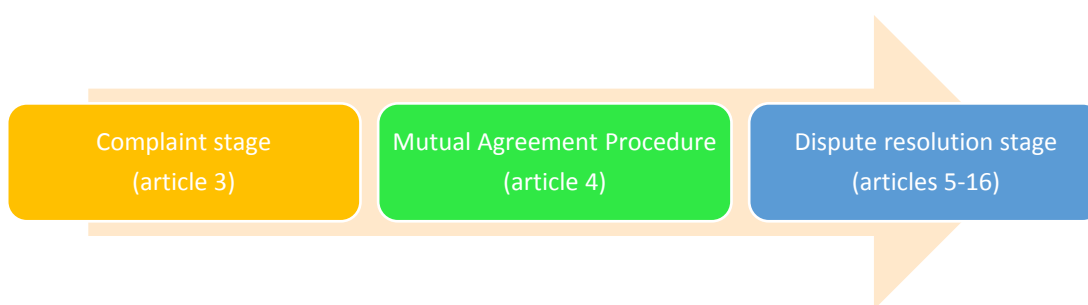 Complaint stage
(article 3)
Mutual Agreement Procedure
(article 4)
Dispute resolution stage
(articles 5-16)